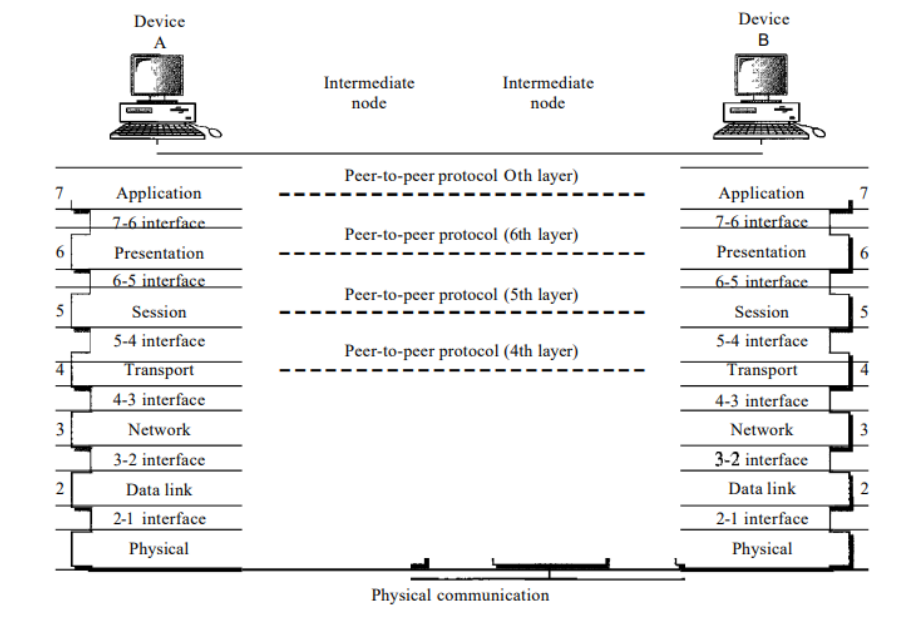 Device
A
Device
B
Intermediate
node
Intermediate
node
Peer-to-peer protocol Oth layer)
7 Application
Application 7
7-6 interface
7-6 interface
Peer-to-peer protocol (6th layer)
6 Presentation
Presentation 6
6-5 interface
6-5 interface
Peer-to-peer protocol (5th layer)
5 Session
Session 5
5-4 interface
5-4 interface
Peer-to-peer protocol (4th layer)
4 Transport
Transport 4
4-3 interface
4-3 interface
3 Network
Network 3
3-2 interface
3-2 interface
2 Data link
Data link 2
2-1 interface
2-1 interface
Physical
Physical
Physical communication